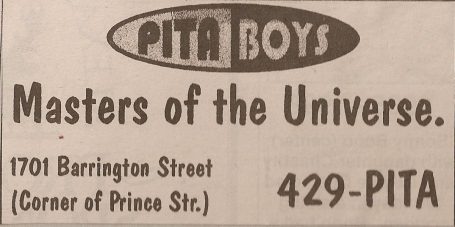 PITA BOYS
Masters of the Universe.
1701 Barrington Street
(Corner of Prince Str.)
429-PITA